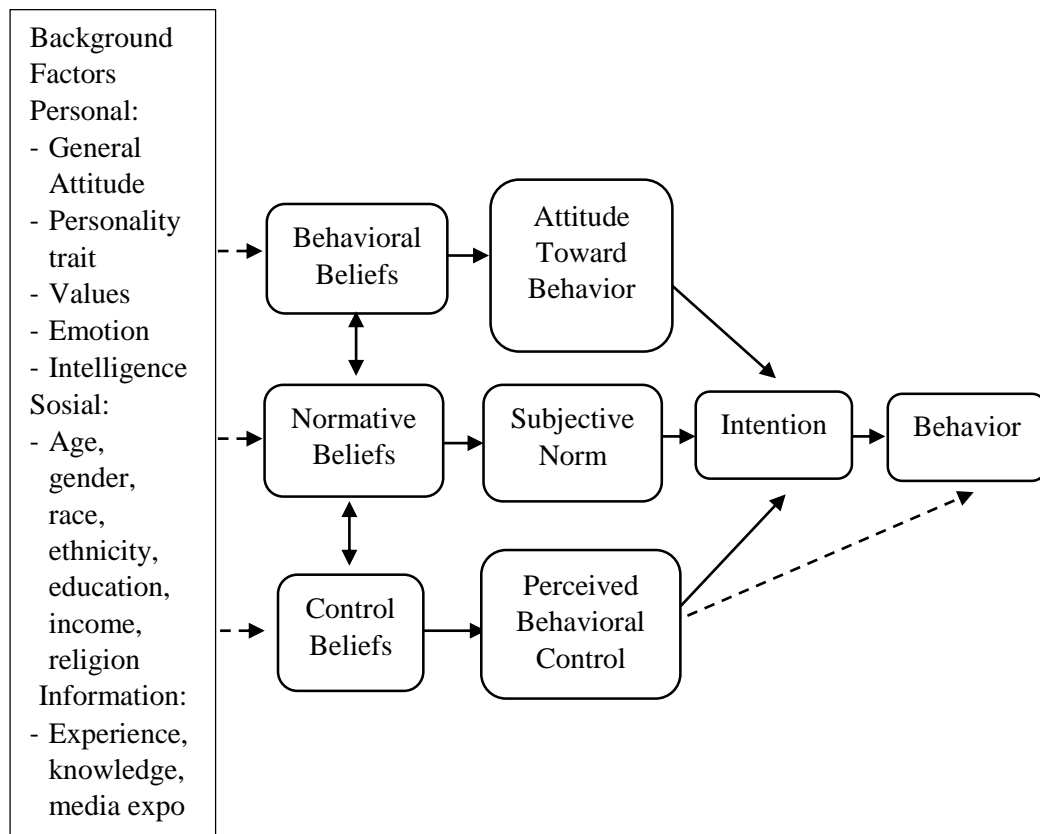 Background
Factors
Personal:
- General
Attitude
- Personality
trait
- Values
- Emotion
- Intelligence
Sosial:
- Age,
gender,
race,
ethnicity,
education,
income,
religion
Information:
- Experience,
knowledge,
media expo
Behavioral
Beliefs
Attitude
Toward
Behavior
Normative
Beliefs
Subjective
Norm
Intention
Behavior
Control
Beliefs
Perceived
Behavioral
Control